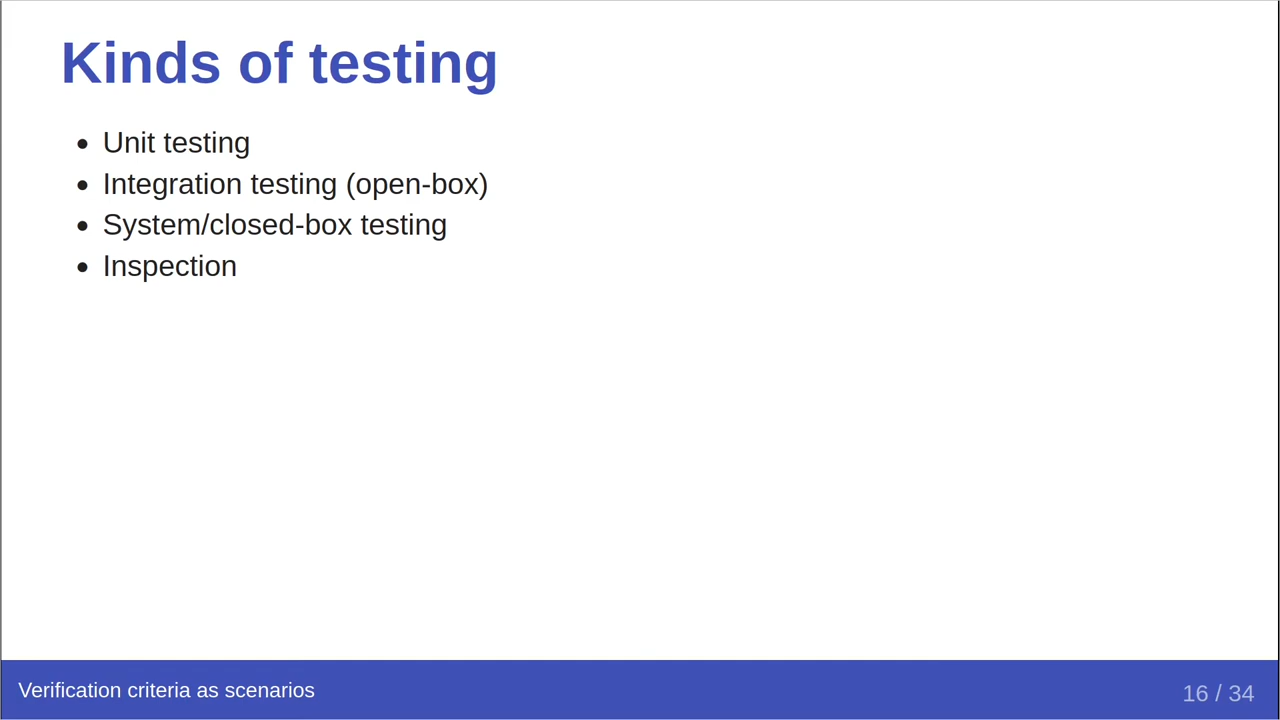 Kinds of testing
• Unit testing
• Integration testing (open-box)
• System/closed-box testing
• Inspection
Verification criteria as scenarios
16 / 34